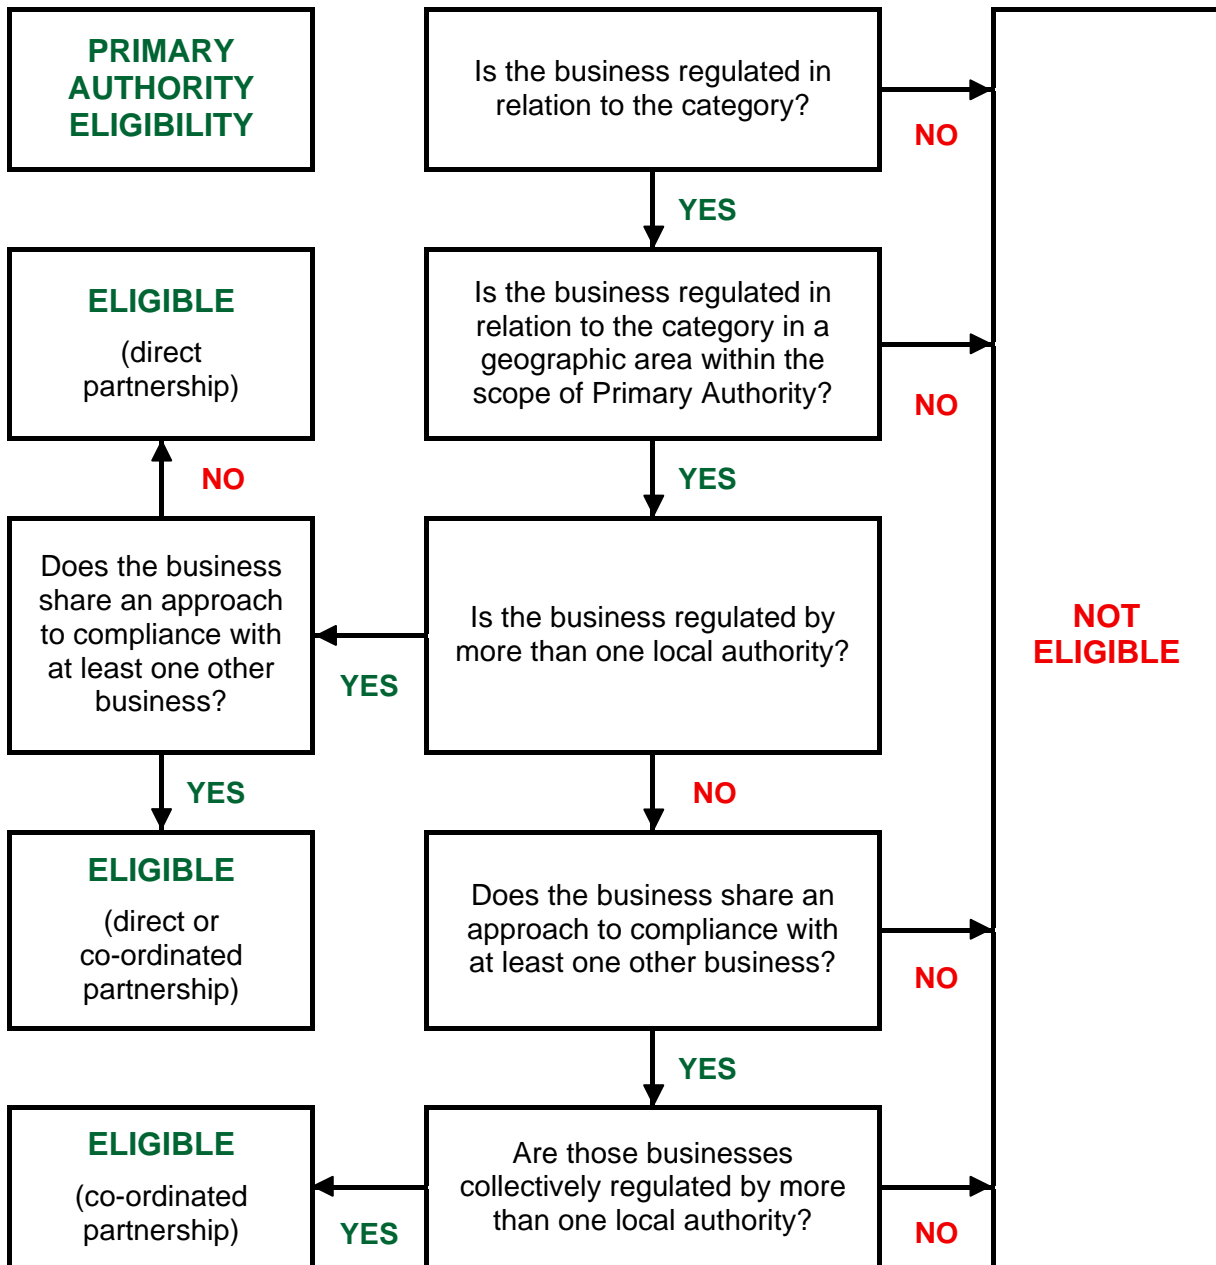 PRIMARY
AUTHORITY
ELIGIBILITY
Is the business regulated in
relation to the category?
NO
YES
ELIGIBLE
(direct
partnership)
Is the business regulated in
relation to the category in a
geographic area within the
scope of Primary Authority?
NO
NO
YES
Does the business
share an approach
to compliance with
at least one other
business?
YES
Is the business regulated by
more than one local authority?
NOT
ELIGIBLE
YES
NO
ELIGIBLE
(direct or
co-ordinated
partnership)
Does the business share an
approach to compliance with
at least one other business?
NO
YES
ELIGIBLE
(co-ordinated
partnership)
YES
Are those businesses
collectively regulated by more
than one local authority?
NO